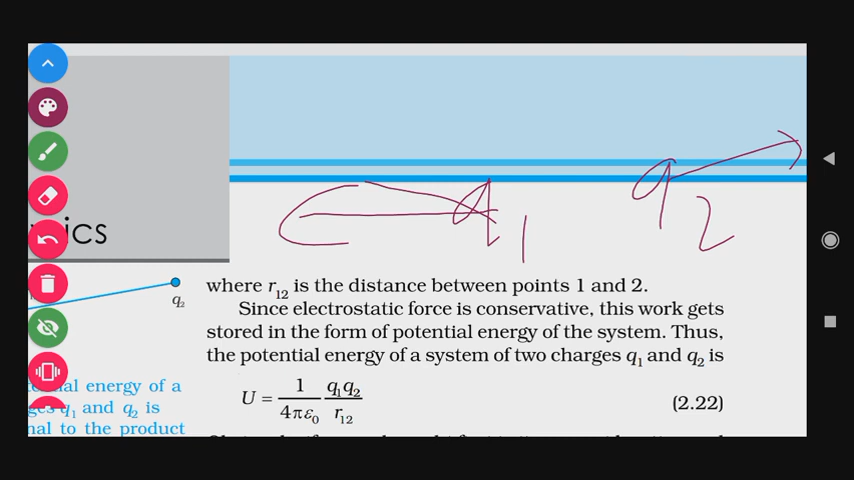 q1 q2
ics
q2
where r12 is the distance between points 1 and 2.
Since electrostatic force is conservative, this work gets
stored in the form of potential energy of the system. Thus,
the potential energy of a system of two charges q1 and q2 is
energy of a
q1 and q2 is
U = 1/4πε0 q1q2/r12 (2.22)
to the product